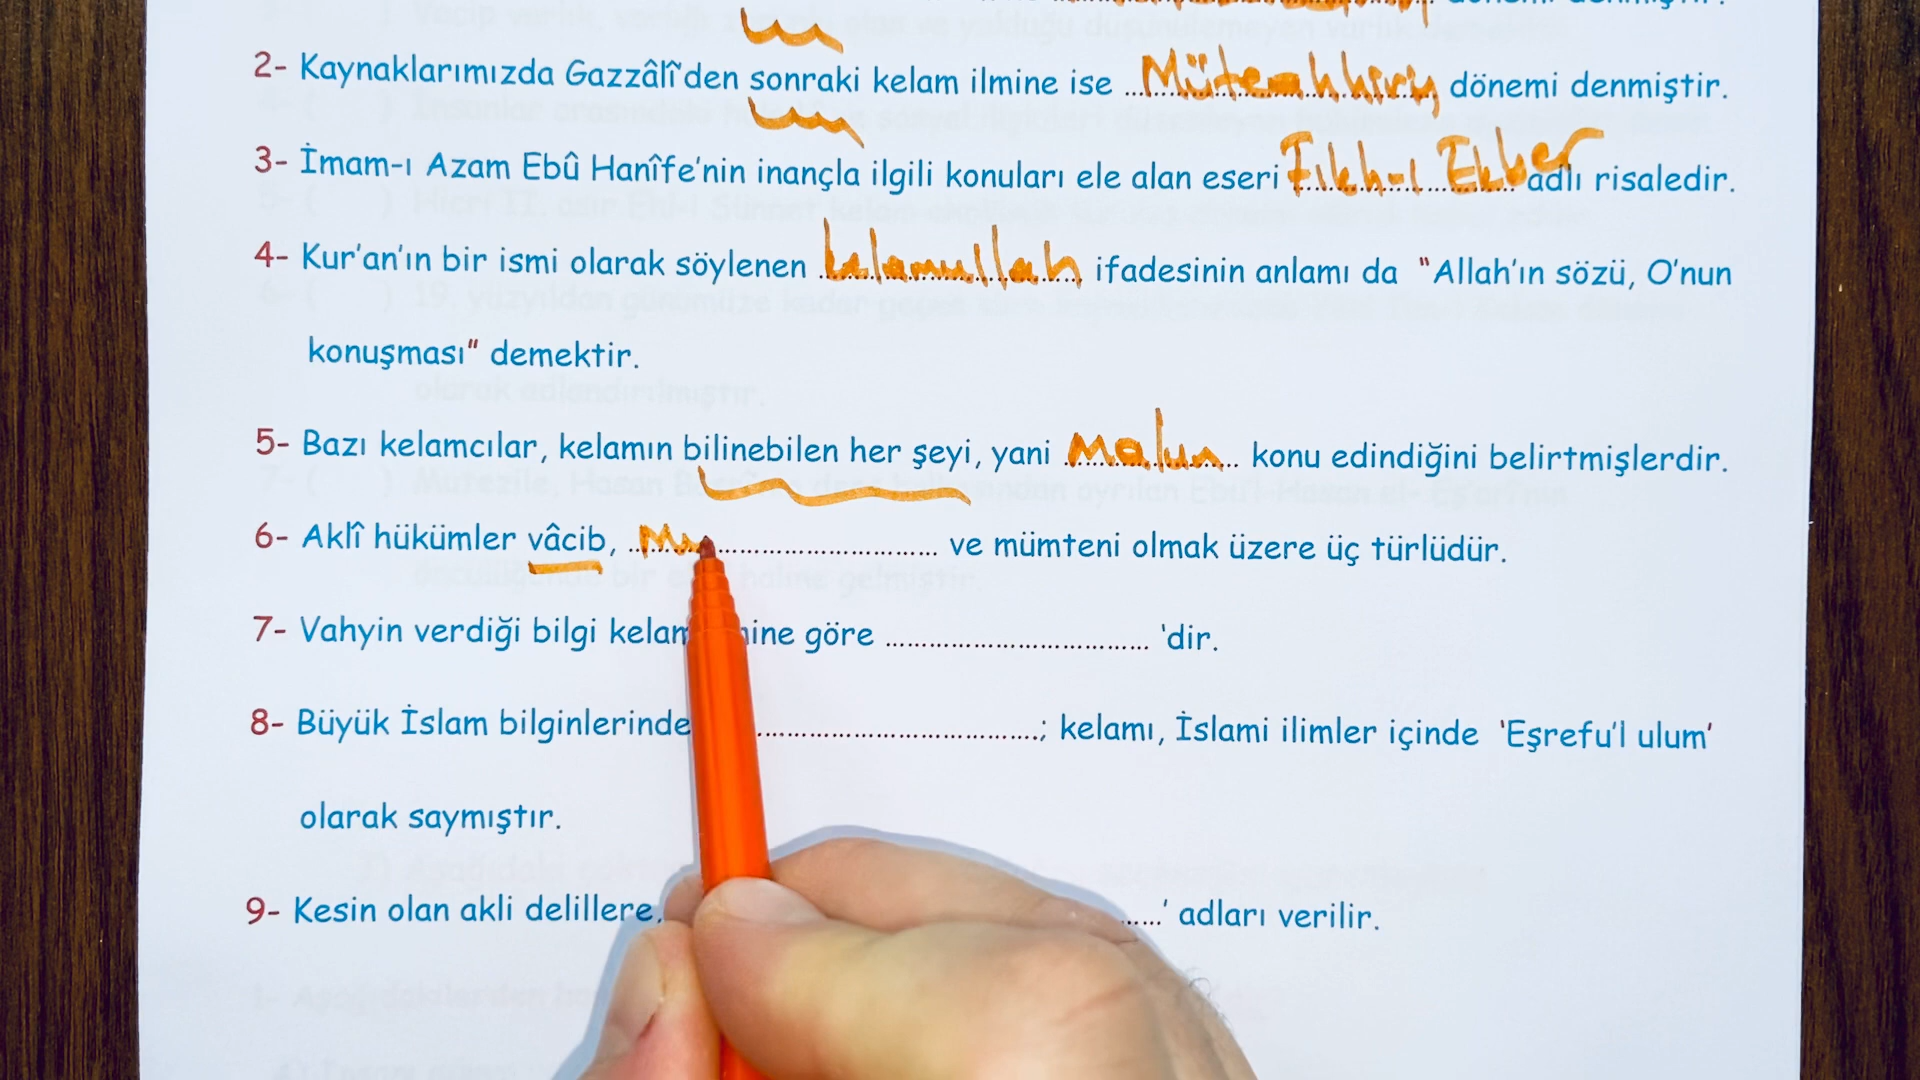 2- Kaynaklarımızda Gazzâlî'den sonraki kelam ilmine ise Müteahhirîn dönemi denmiştir.
3- İmam-ı Azam Ebû Hanîfe'nin inançla ilgili konuları ele alan eseri Fıkh-ı Ekber adlı risaledir.
4- Kur'an'ın bir ismi olarak söylenen kelamullah ifadesinin anlamı da "Allah'ın sözü, O'nun
konuşması" demektir.
5- Bazı kelamcılar, kelamın bilinebilen her şeyi, yani malun konu edindiğini belirtmişlerdir.
6- Aklî hükümler vâcib, Mu ve mümteni olmak üzere üç türlüdür.
7- Vahyin verdiği bilgi göre ................................ 'dir.
8- Büyük İslam bilginlerinde ................................; kelamı, İslami ilimler içinde 'Eşrefu'l ulum'
olarak saymıştır.
9- Kesin olan akli delillere. ......' adları verilir.